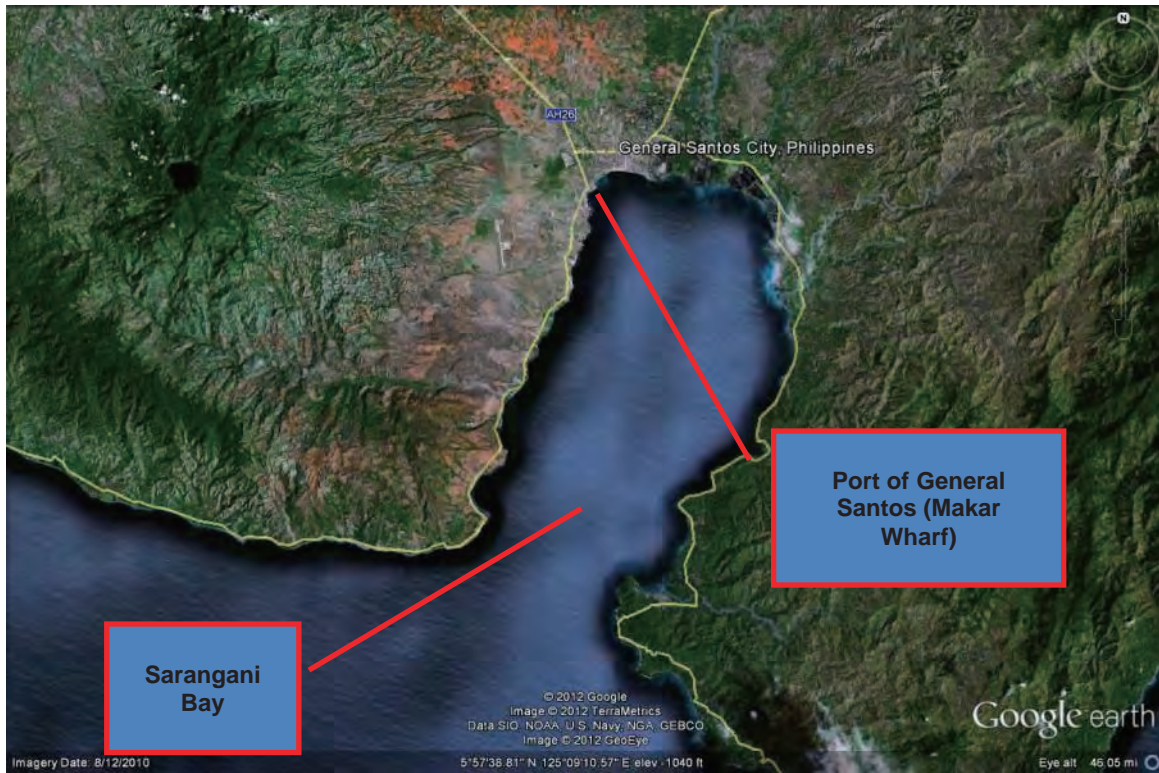 N
AH26
General Santos City, Philippines
Port of General
Santos (Makar
Wharf)
Sarangani
Bay
© 2012 Google
Image © 2012 TerraMetrics
Data SIO, NOAA, U.S. Navy, NGA, GEBCO
Image © 2012 GeoEye
Google earth
Imagery Date: 8/12/2010
5°57'38.81" N 125°09'10.57" E elev -1040 ft
Eye alt 46.05 mi